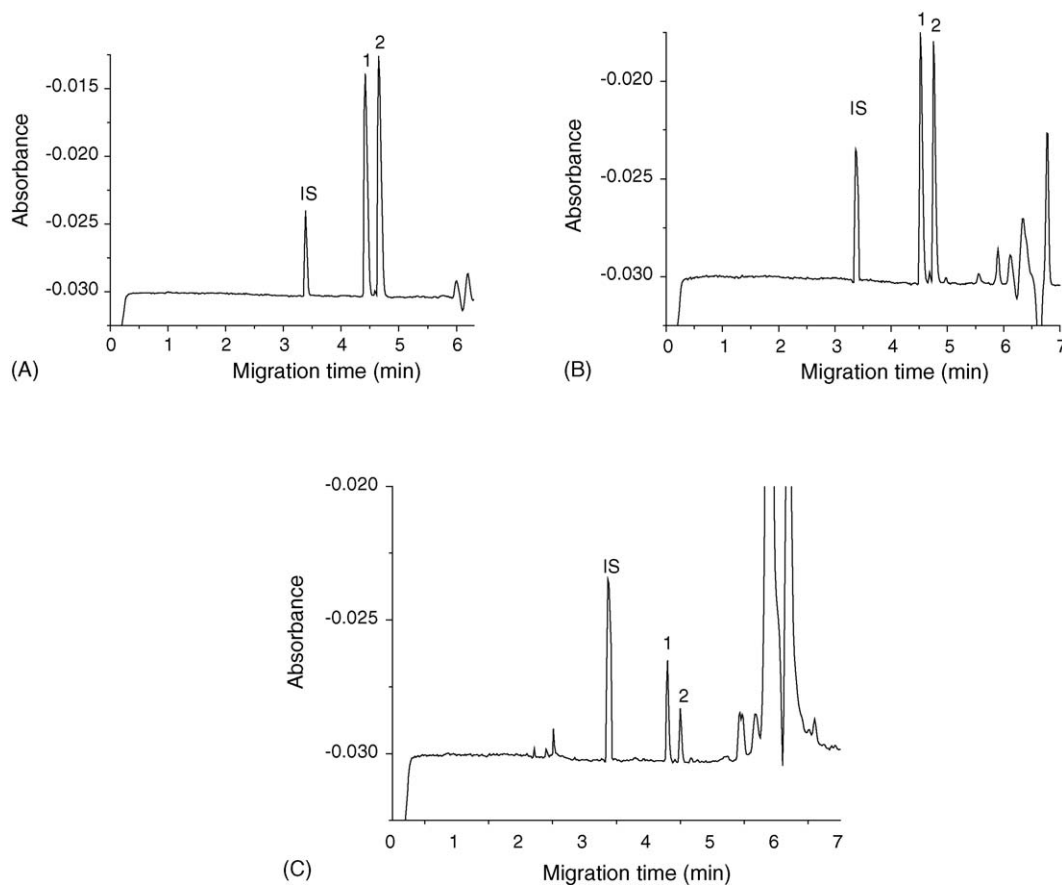 1
2
IS
-0.015
-0.020
-0.025
-0.030
Absorbance
0 1 2 3 4 5 6
Migration time (min)
(A)
1
2
IS
-0.020
-0.025
-0.030
Absorbance
0 1 2 3 4 5 6 7
Migration time (min)
(B)
-0.020
-0.025
-0.030
Absorbance
IS
1
2
0 1 2 3 4 5 6 7
Migration time (min)
(C)